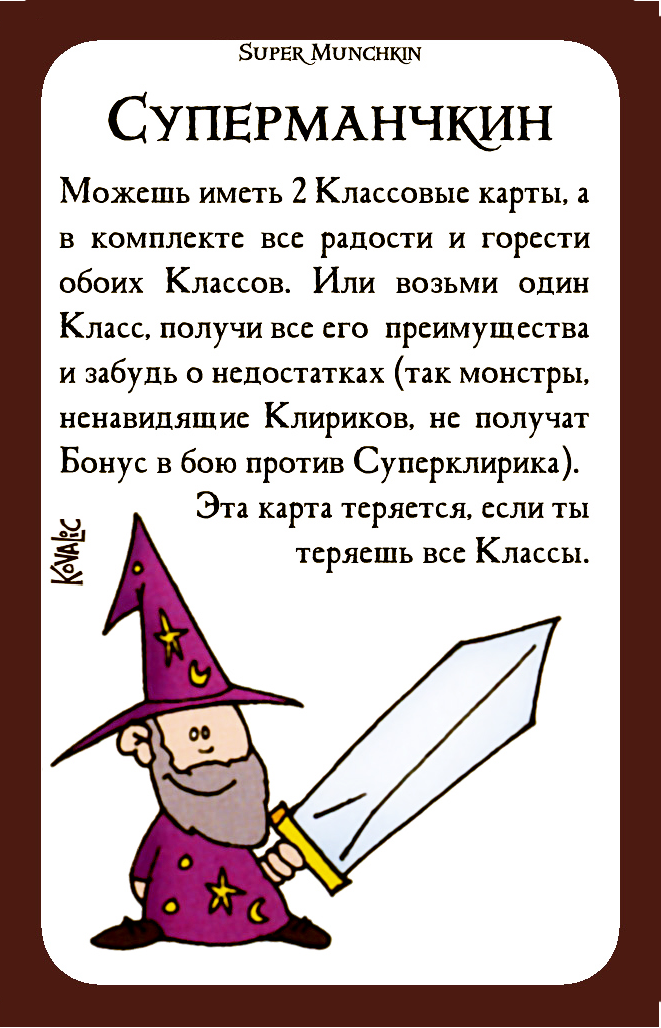 Super Munchkin
Суперманчкин
Можешь иметь 2 Классовые карты, а
в комплекте все радости и горести
обоих Классов. Или возьми один
Класс, получи все его преимущества
и забудь о недостатках (так монстры,
ненавидящие Клириков, не получат
Бонус в бою против Суперклирика).
Эта карта теряется, если ты
теряешь все Классы.
Kovalic